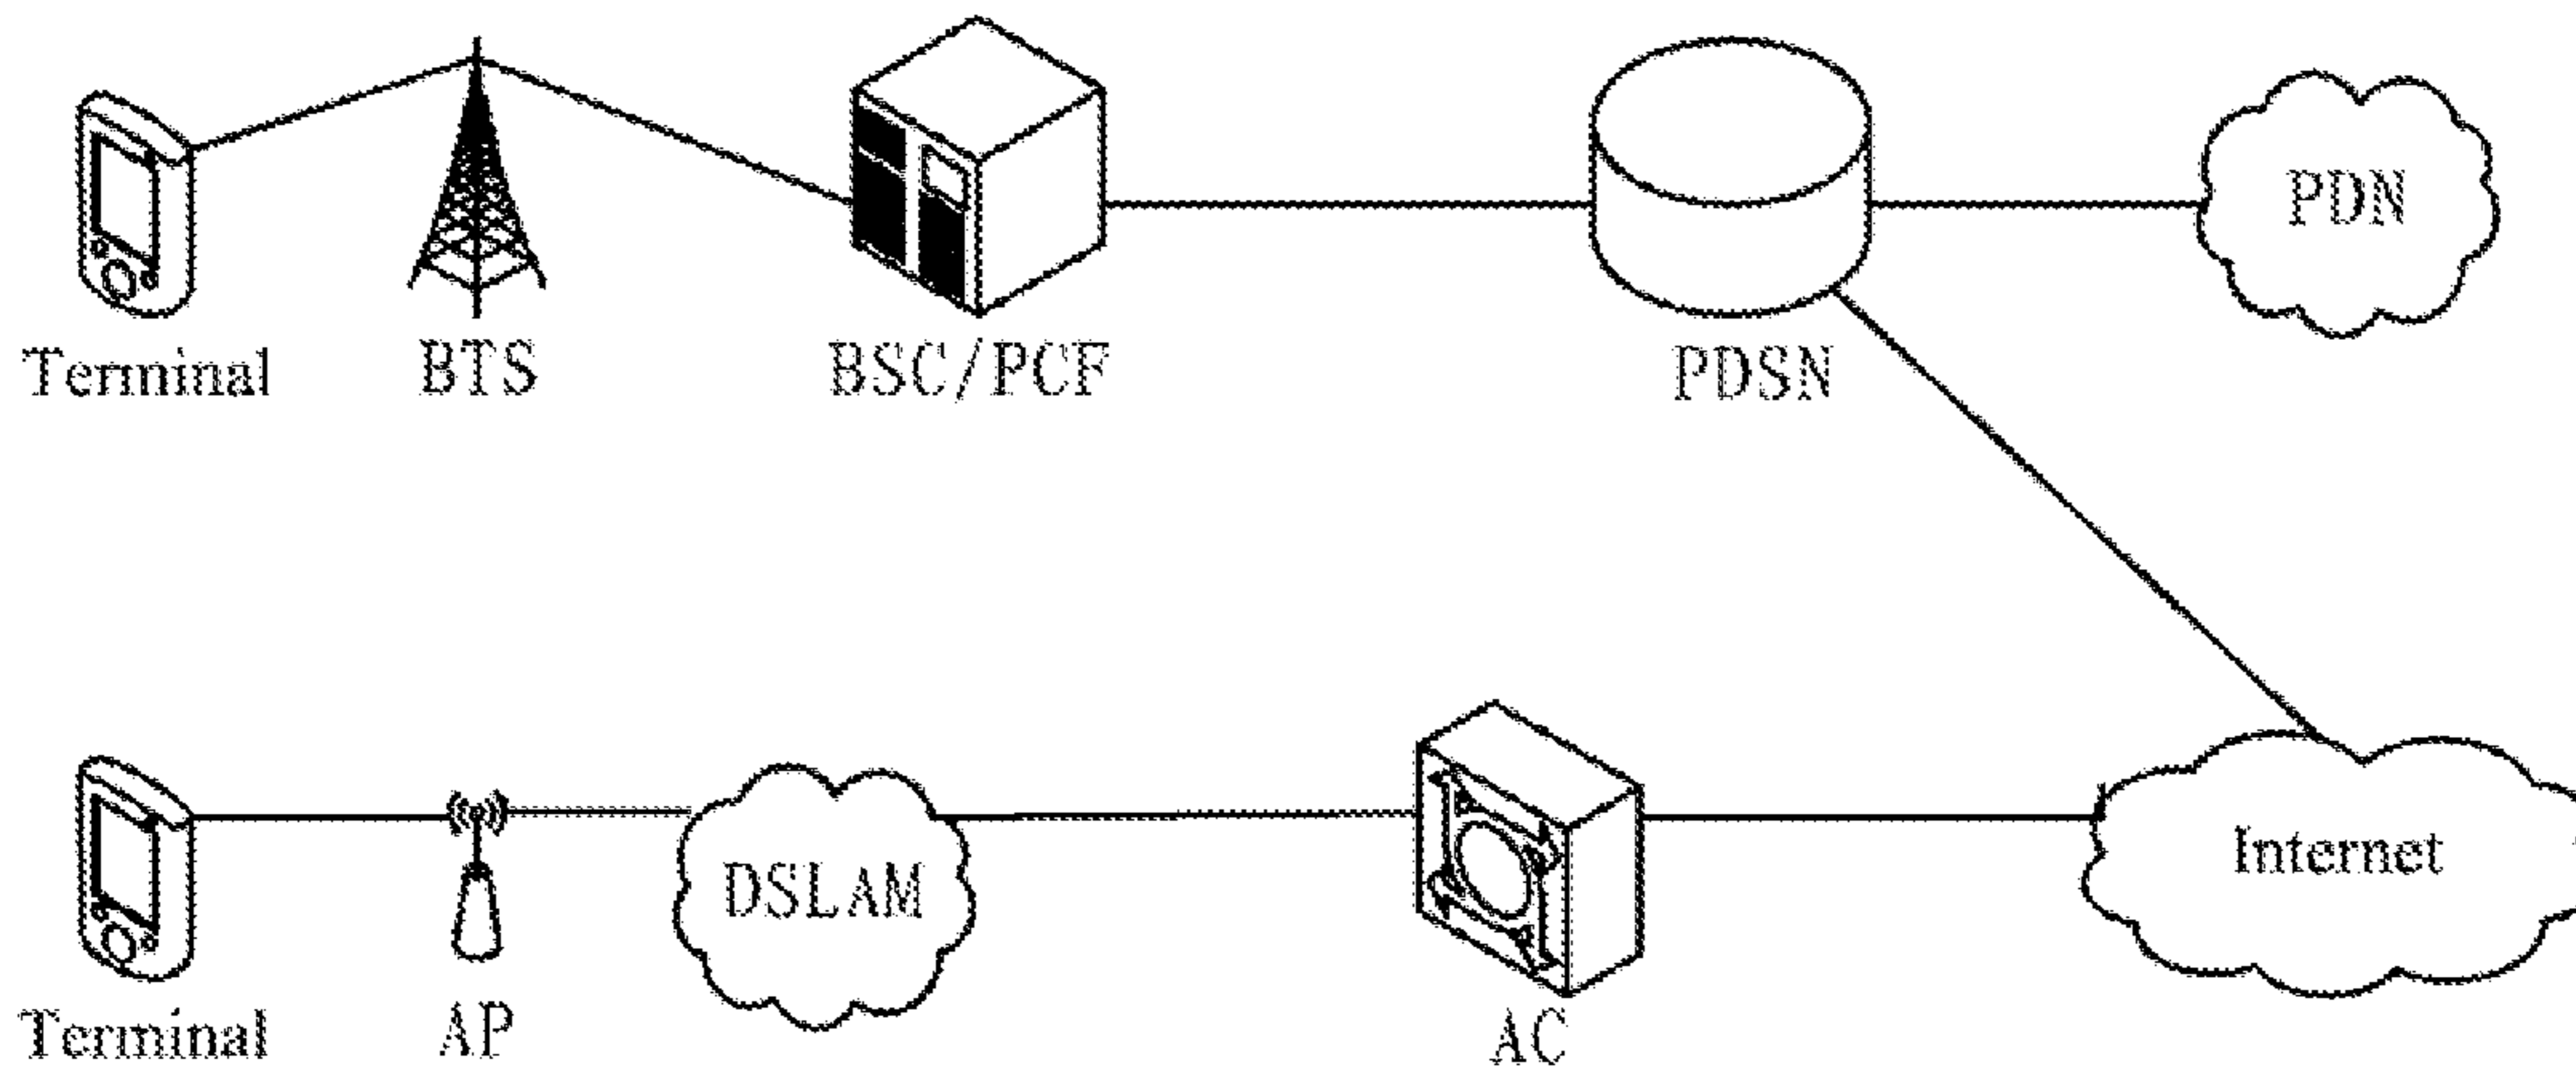 PDN
Terminal
BTS
BSC/PCF
PDSN
DSLAM
Internet
Terminal
AP
AC